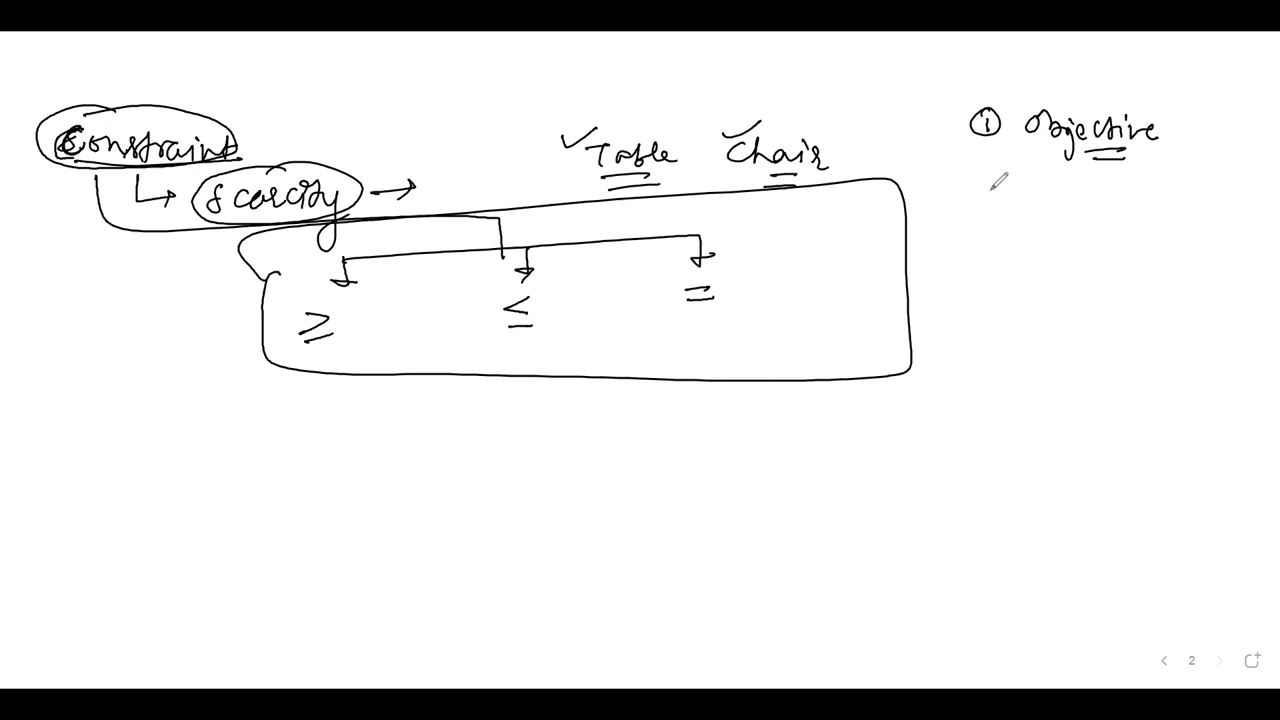 Constraint
↳ Scarcity → ✓Table ✓Chair
≥ ≤ =
① Objective
2